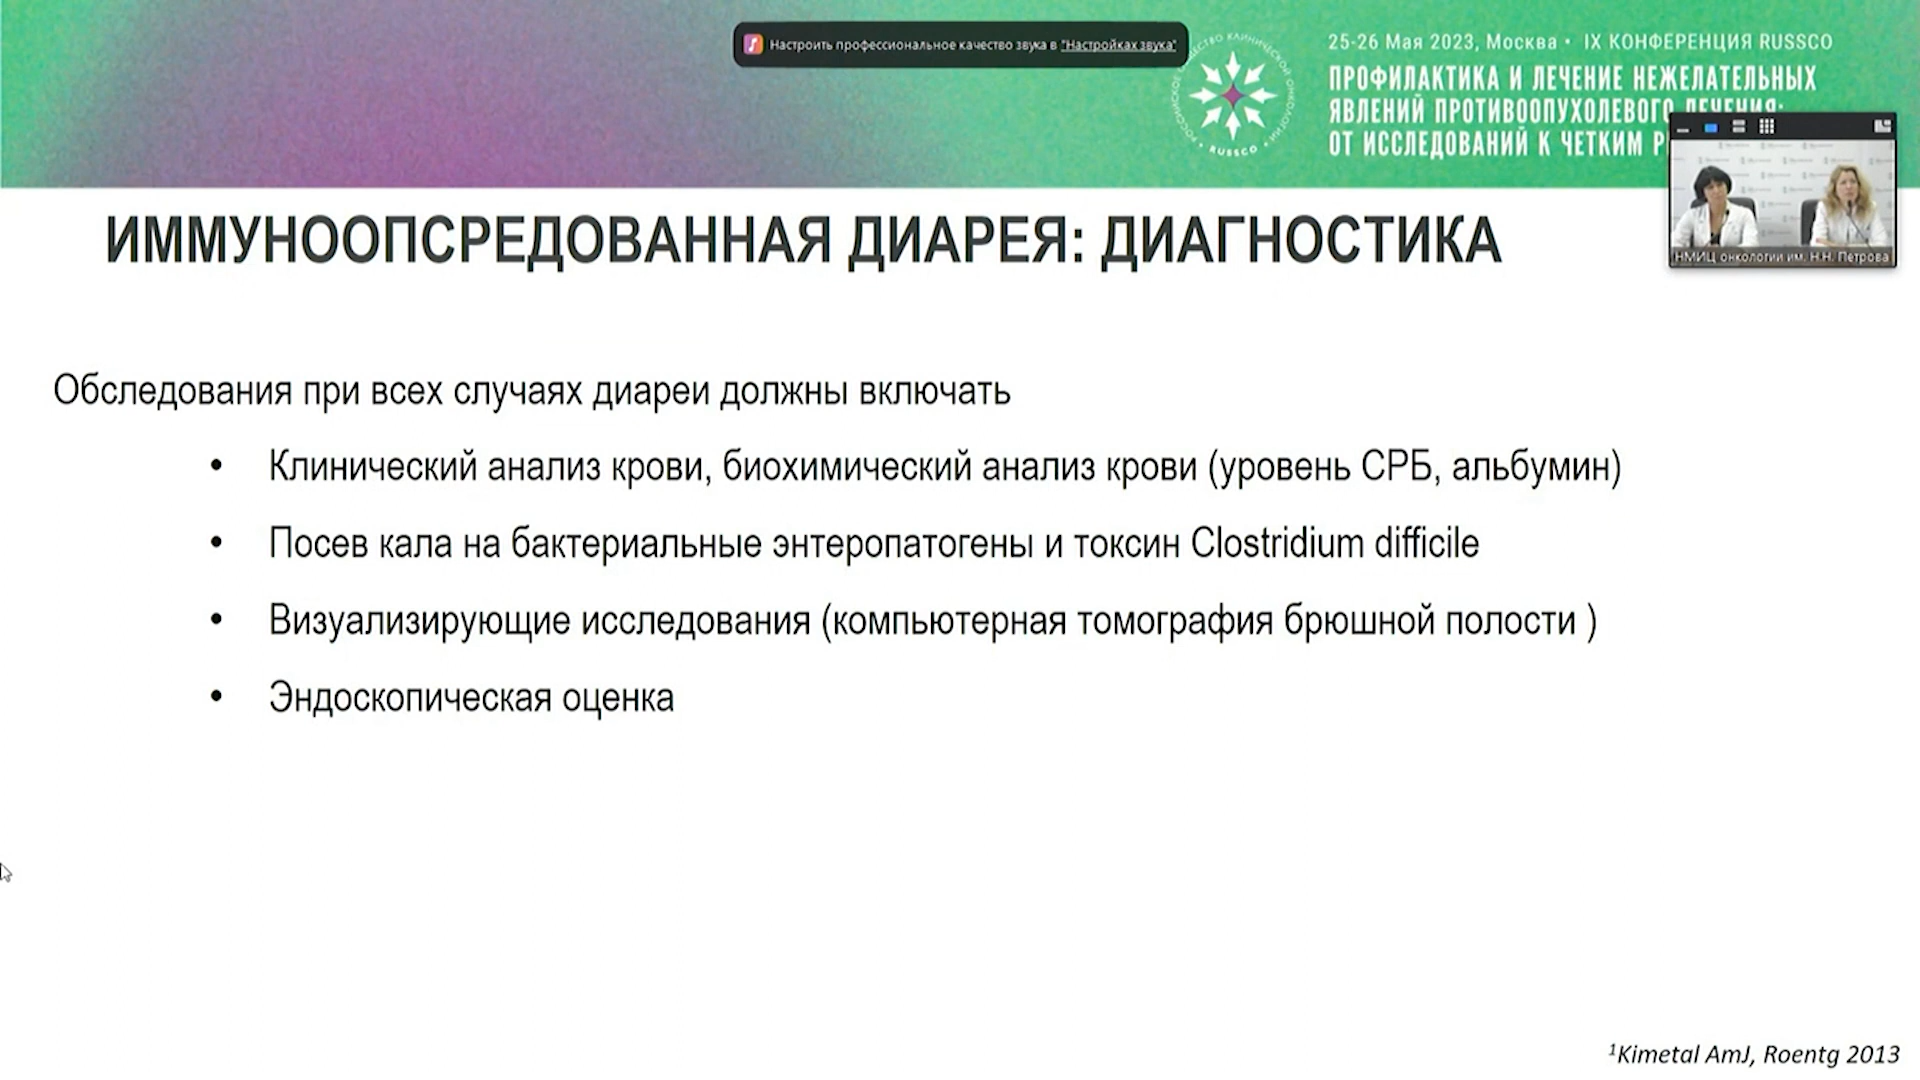 Настроить профессиональное качество звука в "Настройках звука"
25-26 Мая 2023, Москва • IX КОНФЕРЕНЦИЯ RUSSCO
ПРОФИЛАКТИКА И ЛЕЧЕНИЕ НЕЖЕЛАТЕЛЬНЫХ
ЯВЛЕНИЙ ПРОТИВООПУХОЛЕВОГО ЛЕЧЕНИЯ:
ОТ ИССЛЕДОВАНИЙ К ЧЕТКИМ
• RUSSCO •
НМИЦ онкологии им. Н.Н. Петрова
ИММУНООПСРЕДОВАННАЯ ДИАРЕЯ: ДИАГНОСТИКА
Обследования при всех случаях диареи должны включать
• Клинический анализ крови, биохимический анализ крови (уровень СРБ, альбумин)
• Посев кала на бактериальные энтеропатогены и токсин Clostridium difficile
• Визуализирующие исследования (компьютерная томография брюшной полости )
• Эндоскопическая оценка
¹Kimetal AmJ, Roentg 2013